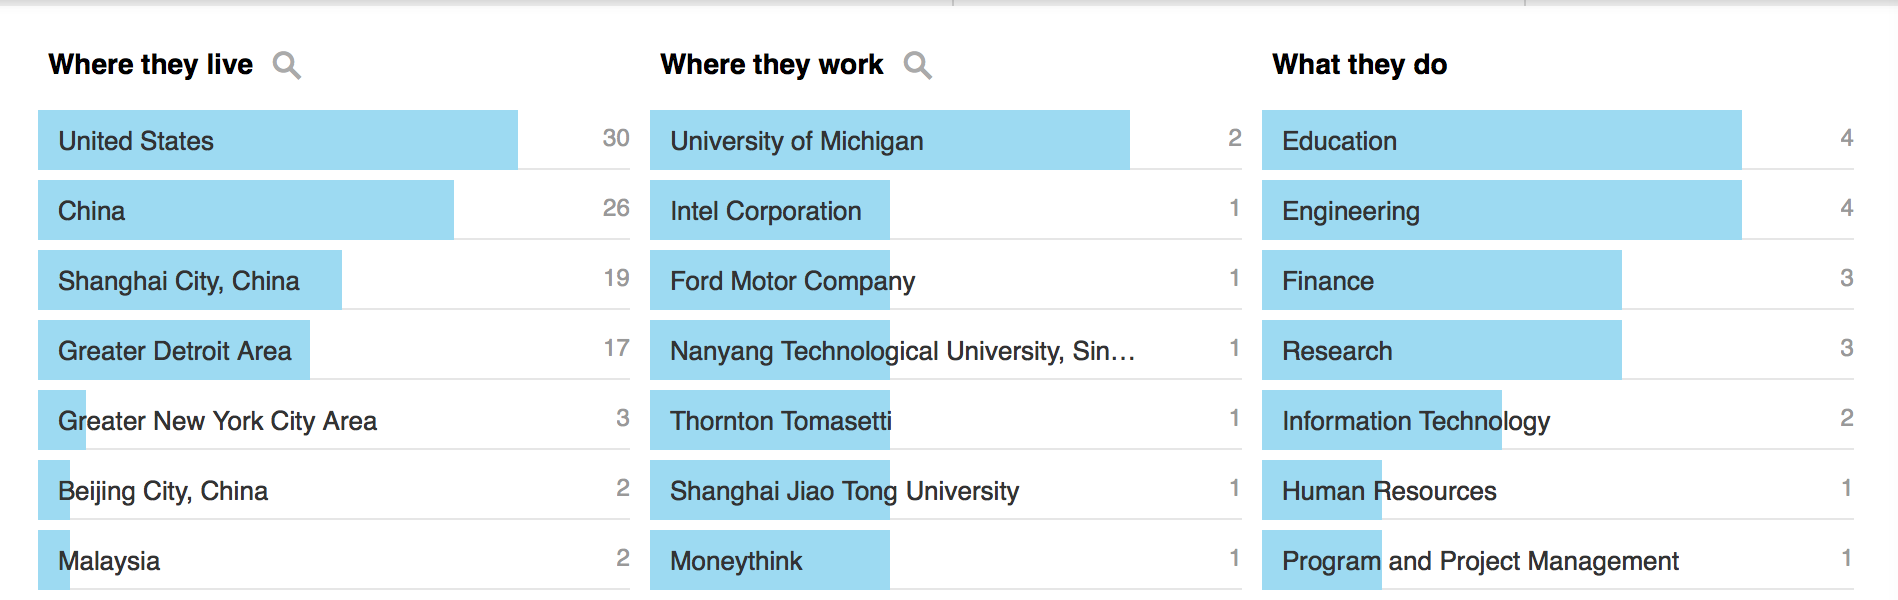 Where they live
United States 30
China 26
Shanghai City, China 19
Greater Detroit Area 17
Greater New York City Area 3
Beijing City, China 2
Malaysia 2
Where they work
University of Michigan 2
Intel Corporation 1
Ford Motor Company 1
Nanyang Technological University, Sin... 1
Thornton Tomasetti 1
Shanghai Jiao Tong University 1
Moneythink 1
What they do
Education 4
Engineering 4
Finance 3
Research 3
Information Technology 2
Human Resources 1
Program and Project Management 1